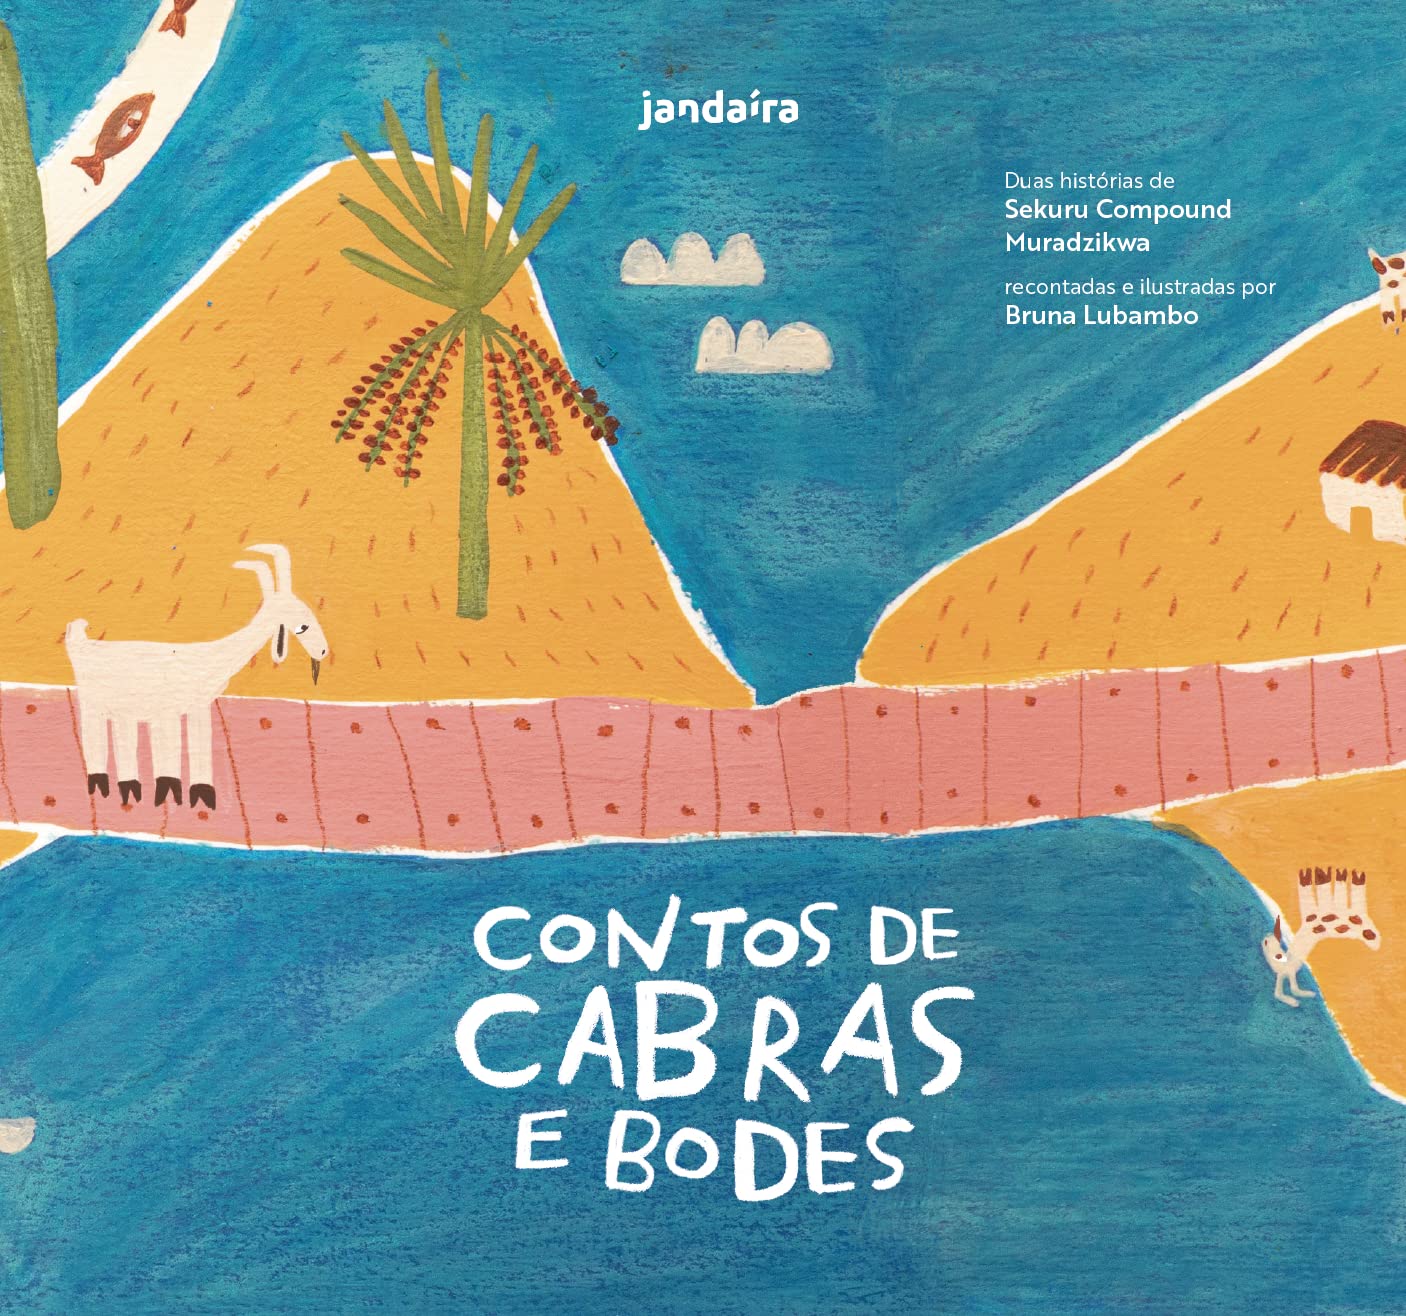 jandaíra
Duas histórias de
Sekuru Compound
Muradzikwa
recontadas e ilustradas por
Bruna Lubambo
CONTOS DE
CABRAS
E BODES